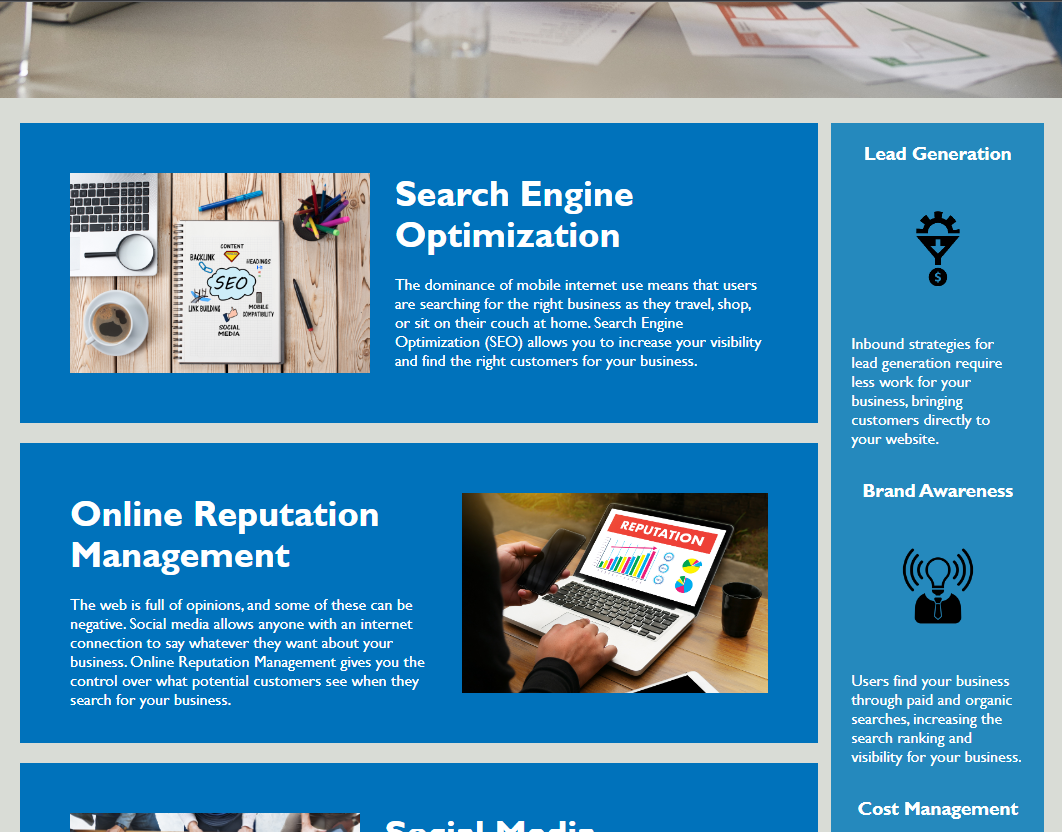 Search Engine
Optimization
The dominance of mobile internet use means that users
are searching for the right business as they travel, shop,
or sit on their couch at home. Search Engine
Optimization (SEO) allows you to increase your visibility
and find the right customers for your business.
CONTENT
BACKLINK
HEADINGS
SEO
LINK BUILDING
MOBILE
COMPATIBILITY
SOCIAL
MEDIA
Online Reputation
Management
The web is full of opinions, and some of these can be
negative. Social media allows anyone with an internet
connection to say whatever they want about your
business. Online Reputation Management gives you the
control over what potential customers see when they
search for your business.
REPUTATION
Social Media
Lead Generation
$
Inbound strategies for
lead generation require
less work for your
business, bringing
customers directly to
your website.
Brand Awareness
Users find your business
through paid and organic
searches, increasing the
search ranking and
visibility for your business.
Cost Management